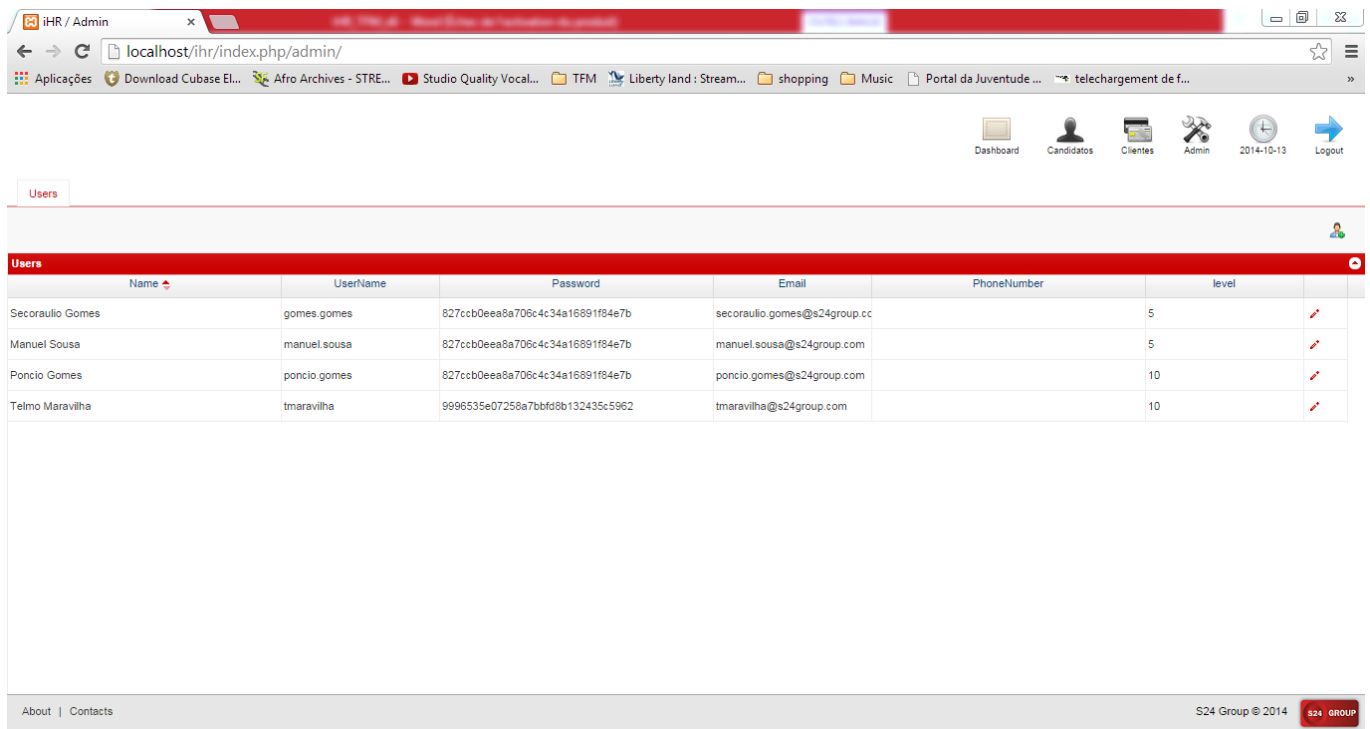 iHR / Admin
localhost/ihr/index.php/admin/
Aplicações Download Cubase El... Afro Archives - STRE... Studio Quality Vocal... TFM Liberty land : Stream... shopping Music Portal da Juventude ... telechargement de f... »
Dashboard Candidatos Clientes Admin 2014-10-13 Logout
Users
Users
Name UserName Password Email PhoneNumber level
Secoraulio Gomes gomes.gomes 827ccb0eea8a706c4c34a16891f84e7b secoraulio.gomes@s24group.cc 5
Manuel Sousa manuel.sousa 827ccb0eea8a706c4c34a16891f84e7b manuel.sousa@s24group.com 5
Poncio Gomes poncio.gomes 827ccb0eea8a706c4c34a16891f84e7b poncio.gomes@s24group.com 10
Telmo Maravilha tmaravilha 9996535e07258a7bbfd8b132435c5962 tmaravilha@s24group.com 10
About | Contacts S24 Group © 2014 S24 GROUP